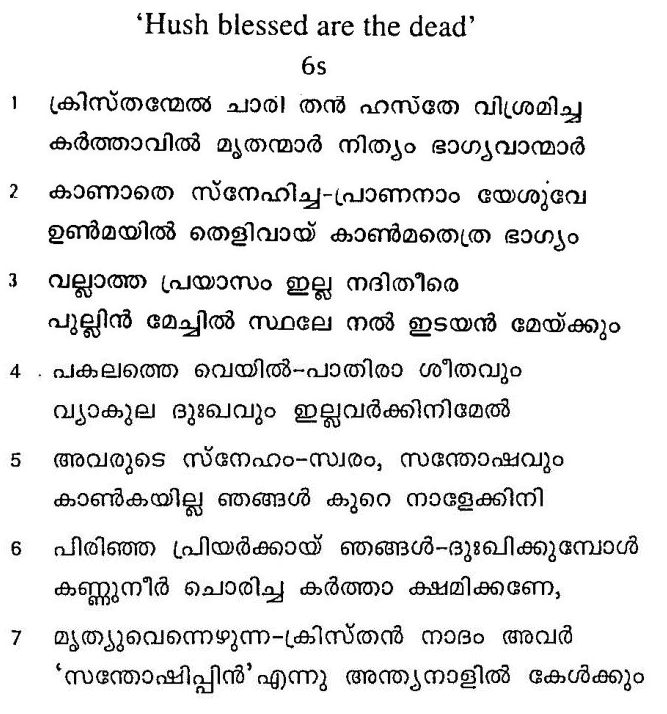 ‘Hush blessed are the dead’
6s
1 ക്രിസ്തന്മേൽ ചാരി തൻ ഹസ്തേ വിശ്രമിച്ച
കർത്താവിൽ മൃതന്മാർ നിത്യം ഭാഗ്യവാന്മാർ
2 കാണാതെ സ്നേഹിച്ച-പ്രാണനാം യേശുവേ
ഉൺമയിൽ തെളിവായ് കാൺമതെത്ര ഭാഗ്യം
3 വല്ലാത്ത പ്രയാസം ഇല്ല നദിതീരെ
പുല്ലിൻ മേച്ചിൽ സ്ഥലേ നൽ ഇടയൻ മേയ്ക്കും
4 പകലത്തെ വെയിൽ-പാതിരാ ശീതവും
വ്യാകുല ദുഃഖവും ഇല്ലവർക്കിനിമേൽ
5 അവരുടെ സ്നേഹം-സ്വരം, സന്തോഷവും
കാൺകയില്ല ഞങ്ങൾ കുറെ നാളേക്കിനി
6 പിരിഞ്ഞ പ്രിയർക്കായ് ഞങ്ങൾ-ദുഃഖിക്കുമ്പോൾ
കണ്ണുനീർ ചൊരിച്ച കർത്താ ക്ഷമിക്കണേ,
7 മൃത്യുവെന്നെഴുന്ന-ക്രിസ്തൻ നാദം അവർ
‘സന്തോഷിപ്പിൻ’ എന്നു അന്ത്യനാളിൽ കേൾക്കും